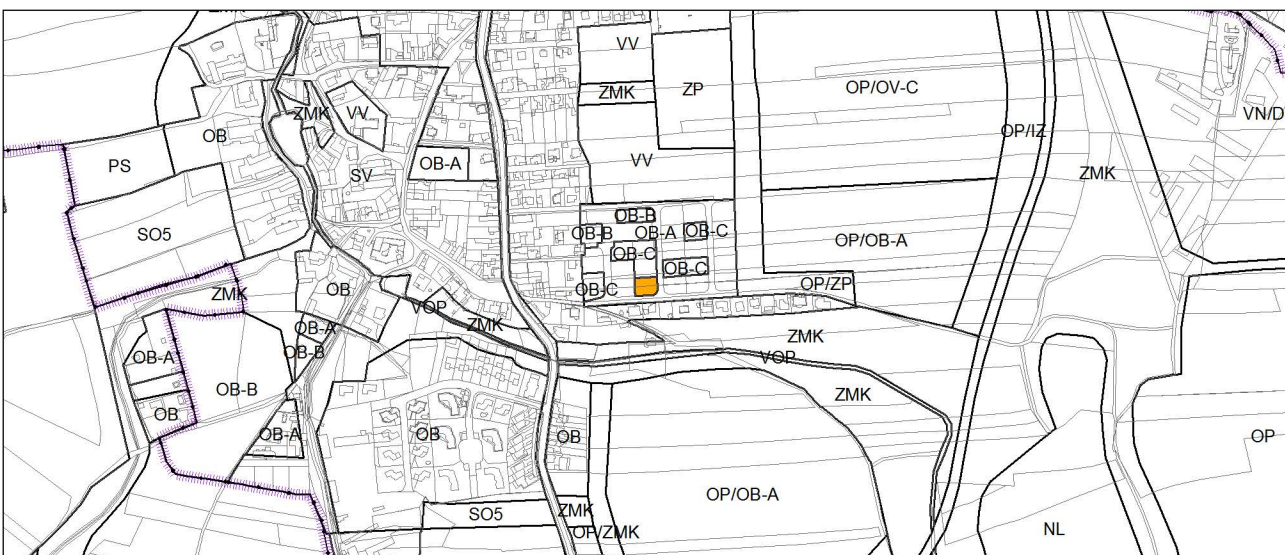 ZMK
VV
ZMK
ZP
OP/OV-C
VN/D
OB
ZMK
VV
OP/IZ
PS
OB-A
VV
ZMK
SV
SO5
OB-B
OB-B
OB-A
OB-C
OP/OB-A
OB-C
OB-C
OB-C
OP/ZP
ZMK
OB
VOP
ZMK
OB-A
OB-B
ZMK
VOP
OB-A
OB-B
ZMK
OB
OB-A
OB
OB
OP
OP/OB-A
SO5
ZMK
OP/ZMK
NL